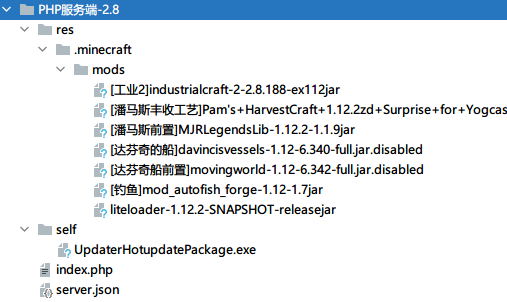 PHP服务端-2.8
res
.minecraft
mods
[工业2]industrialcraft-2-2.8.188-ex112jar
[潘马斯丰收工艺]Pam's+HarvestCraft+1.12.2zd+Surprise+for+Yogcas
[潘马斯前置]MJRLegendsLib-1.12.2-1.1.9jar
[达芬奇的船]davincisvessels-1.12-6.340-full.jar.disabled
[达芬奇船前置]movingworld-1.12-6.342-full.jar.disabled
[钓鱼]mod_autofish_forge-1.12-1.7jar
liteloader-1.12.2-SNAPSHOT-releasejar
self
UpdaterHotupdatePackage.exe
index.php
server.json